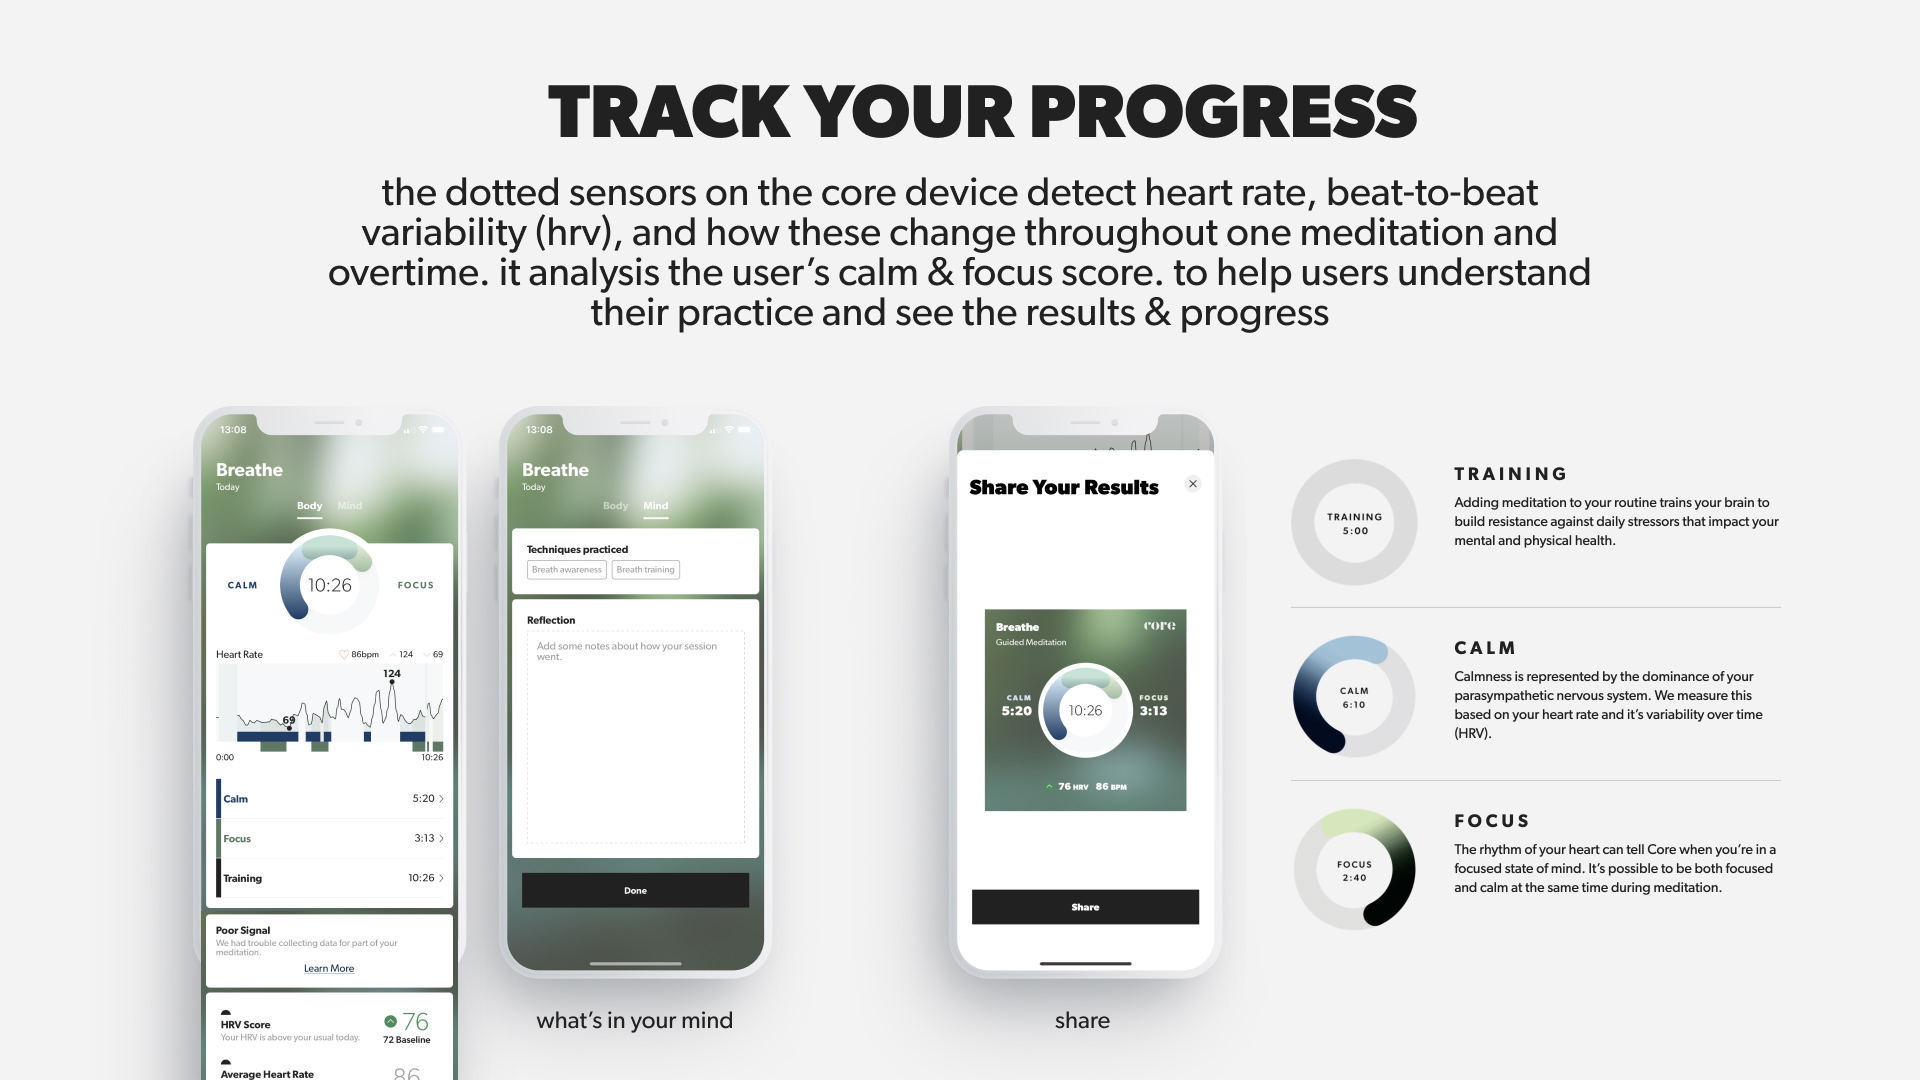 TRACK YOUR PROGRESS
the dotted sensors on the core device detect heart rate, beat-to-beat
variability (hrv), and how these change throughout one meditation and
overtime. it analysis the user's calm & focus score. to help users understand
their practice and see the results & progress
13:08
Breathe
Today
Body Mind
CALM
10:26
FOCUS
Heart Rate
86bpm 124 69
124
69
0:00 10:26
Calm 5:20
Focus 3:13
Training 10:26
Poor Signal
We had trouble collecting data for part of your
meditation.
Learn More
HRV Score
76
Your HRV is above your usual today.
72 Baseline
Average Heart Rate
86
13:08
Breathe
Today
Body Mind
Techniques practiced
Breath awareness Breath training
Reflection
Add some notes about how your session
went.
Done
what's in your mind
Share Your Results
Breathe
core
Guided Meditation
CALM
5:20
10:26
FOCUS
3:13
76 HRV 86 BPM
Share
share
TRAINING
5:00
TRAINING
Adding meditation to your routine trains your brain to
build resistance against daily stressors that impact your
mental and physical health.
CALM
6:10
CALM
Calmness is represented by the dominance of your
parasympathetic nervous system. We measure this
based on your heart rate and it's variability over time
(HRV).
FOCUS
2:40
FOCUS
The rhythm of your heart can tell Core when you're in a
focused state of mind. It's possible to be both focused
and calm at the same time during meditation.